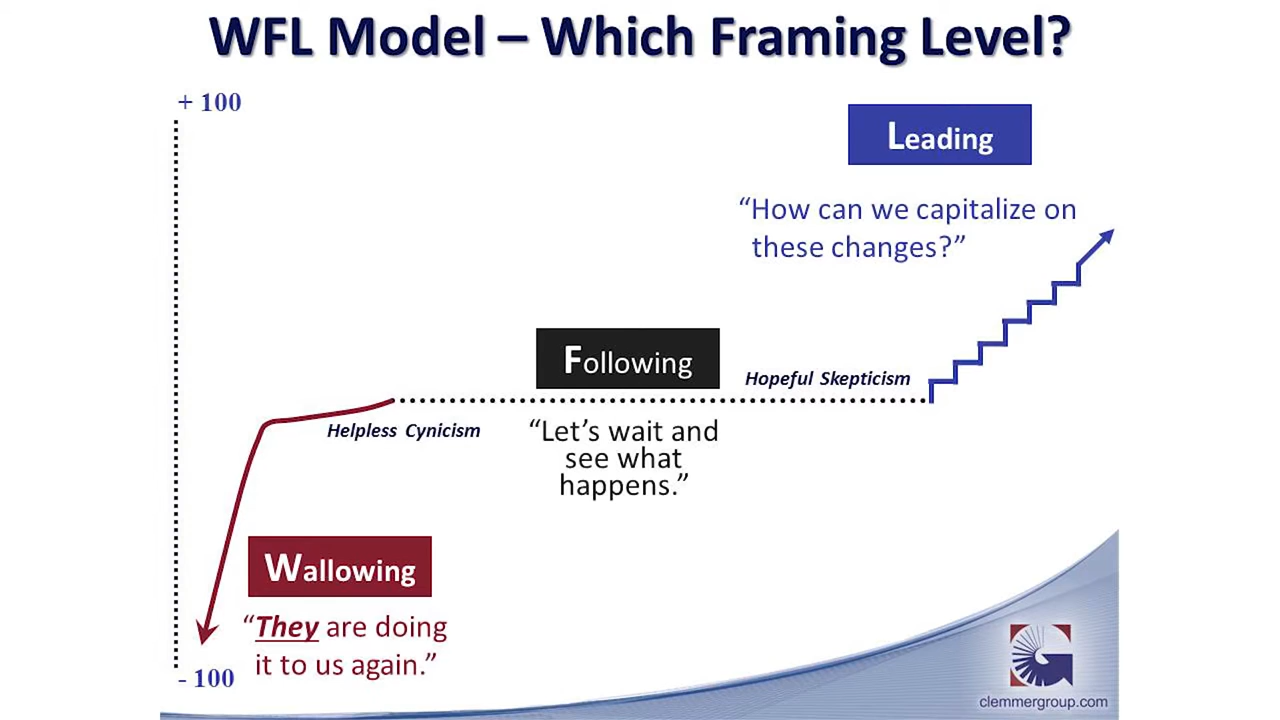 WFL Model – Which Framing Level?
+ 100
Leading
“How can we capitalize on
these changes?”
Following
Hopeful Skepticism
Helpless Cynicism
“Let’s wait and
see what
happens.”
Wallowing
“They are doing
it to us again.”
- 100
clemmergroup.com